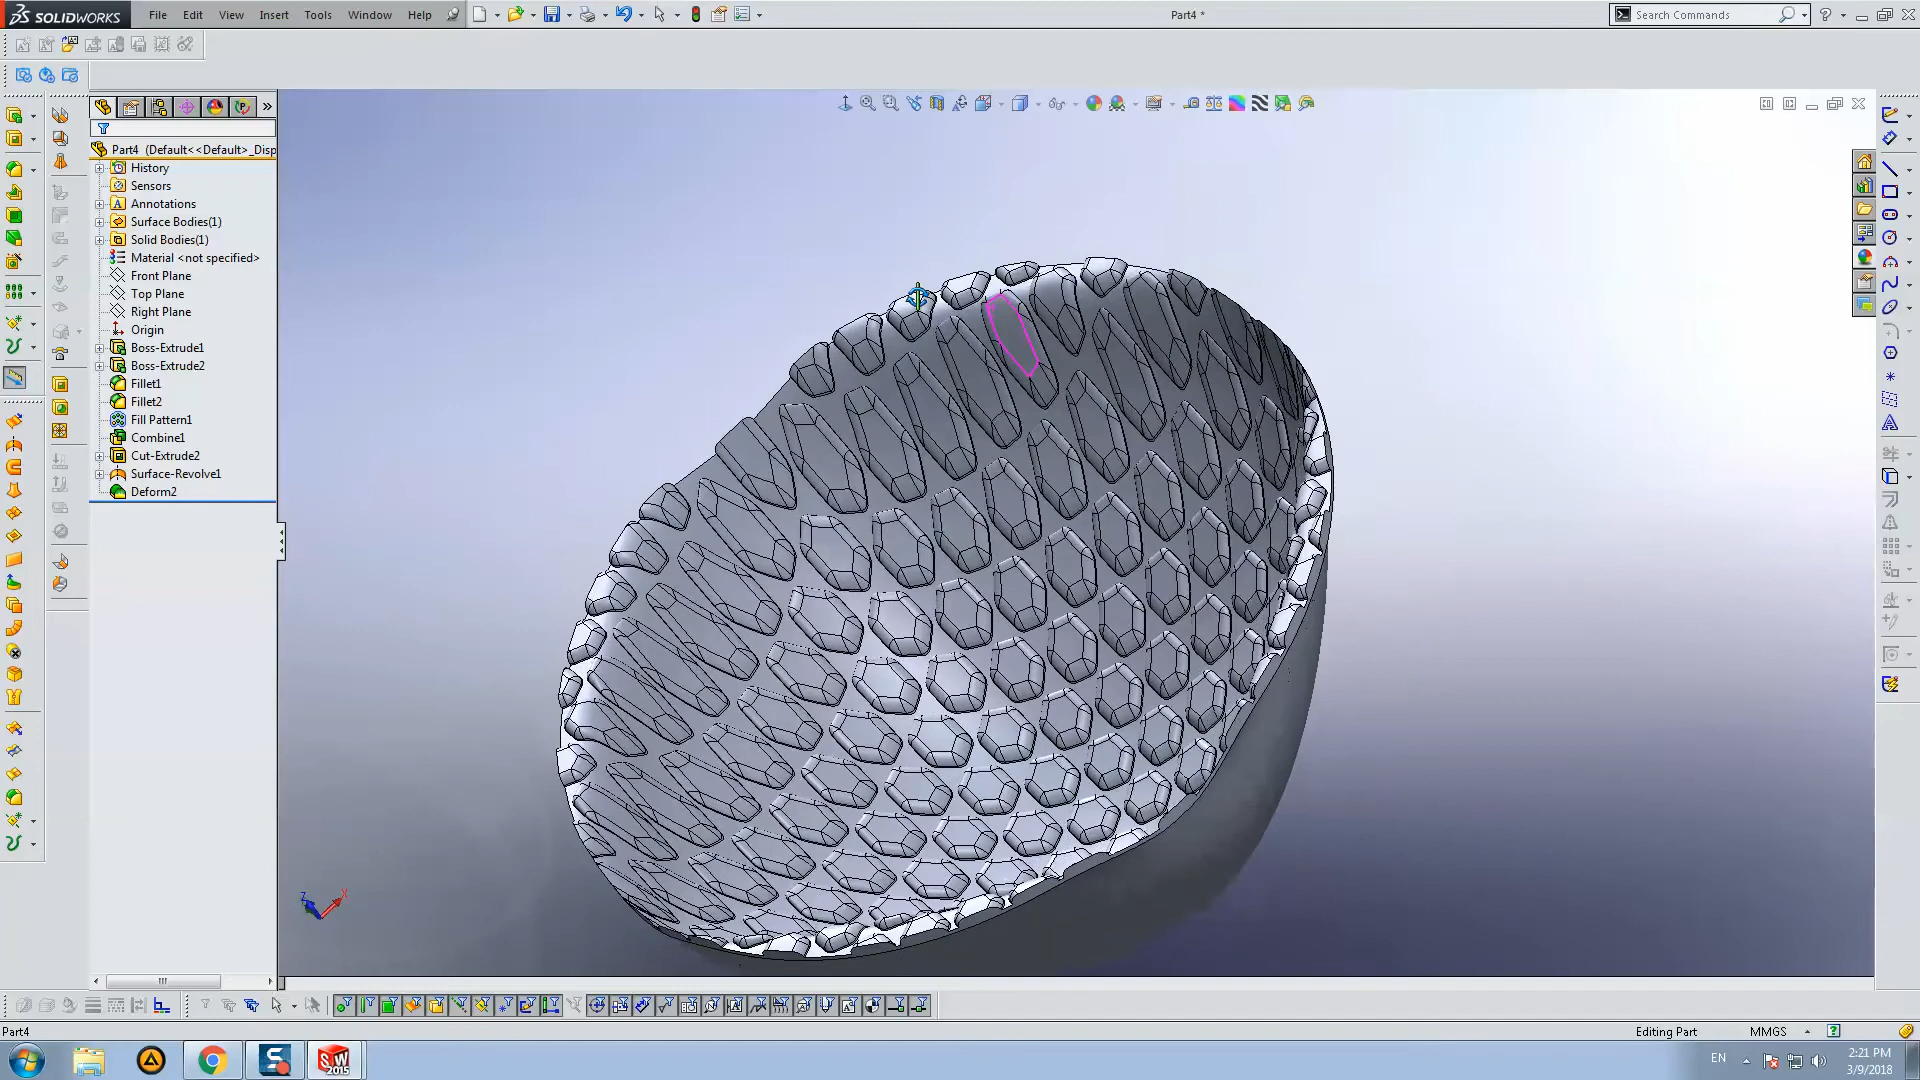 SOLIDWORKS
File Edit View Insert Tools Window Help
Part4 *
Search Commands
Part4 (Default<<Default>_Disp
History
Sensors
Annotations
Surface Bodies(1)
Solid Bodies(1)
Material <not specified>
Front Plane
Top Plane
Right Plane
Origin
Boss-Extrude1
Boss-Extrude2
Fillet1
Fillet2
Fill Pattern1
Combine1
Cut-Extrude2
Surface-Revolve1
Deform2
Z X
Part4
Editing Part MMGS
SW 2015
EN
2:21 PM
3/9/2018